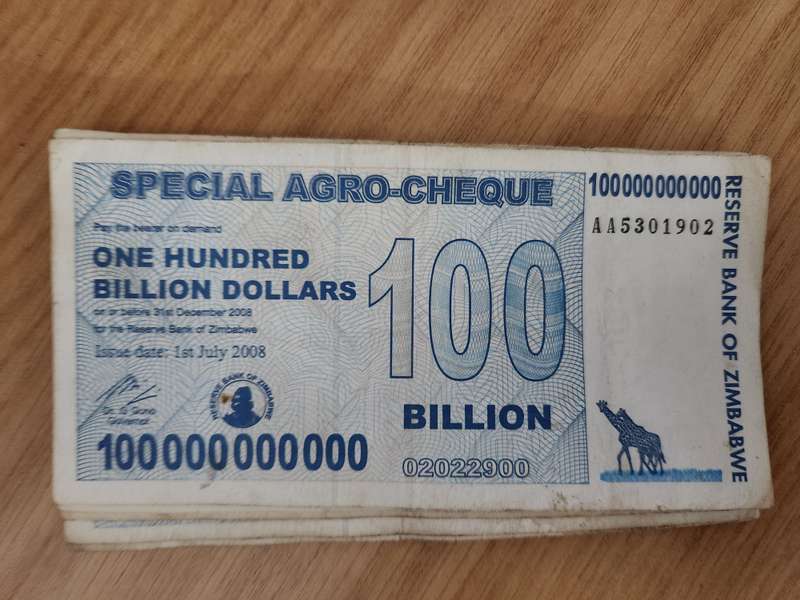 SPECIAL AGRO-CHEQUE
Pay the bearer on demand
ONE HUNDRED
BILLION DOLLARS
on or before 31st December 2008
for the Reserve Bank of Zimbabwe
Issue date: 1st July 2008
Dr. G Gono
Governor
RESERVE BANK OF ZIMBABWE
100000000000
100
BILLION
02022900
100000000000
AA5301902
RESERVE BANK OF ZIMBABWE